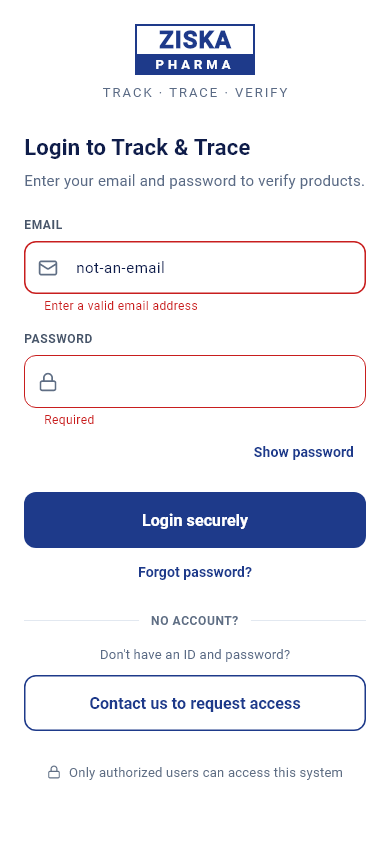 ZISKA
PHARMA
TRACK · TRACE · VERIFY
Login to Track & Trace
Enter your email and password to verify products.
EMAIL
not-an-email
Enter a valid email address
PASSWORD
Required
Show password
Login securely
Forgot password?
NO ACCOUNT?
Don't have an ID and password?
Contact us to request access
Only authorized users can access this system